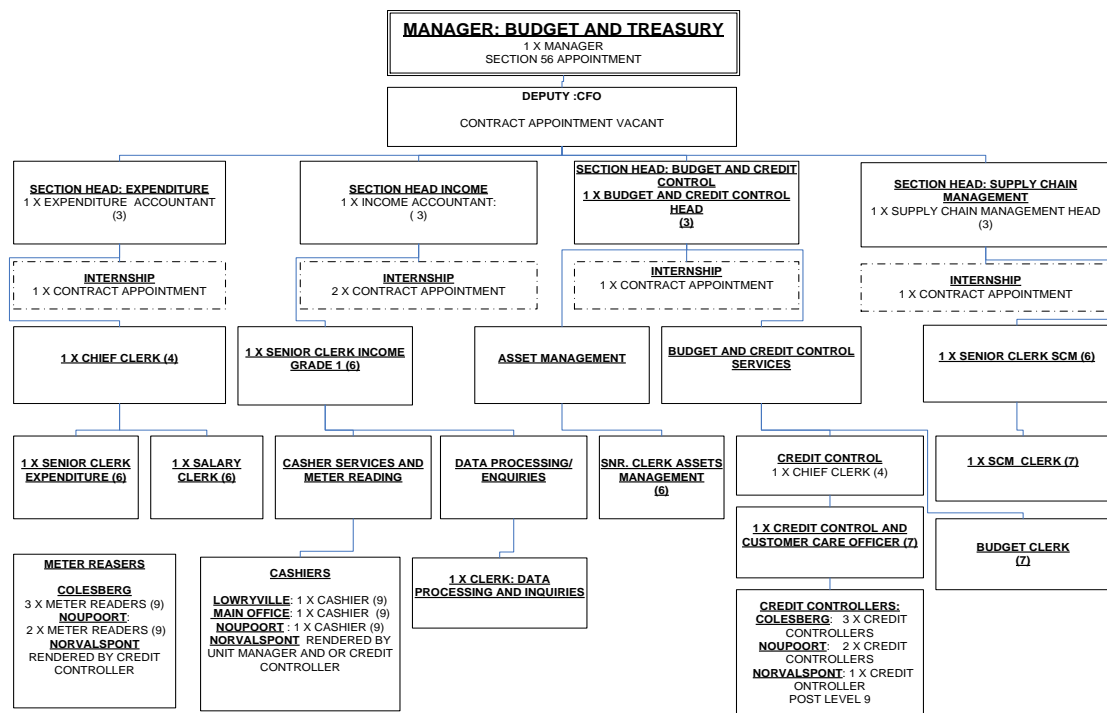 MANAGER: BUDGET AND TREASURY
1 X MANAGER
SECTION 56 APPOINTMENT
DEPUTY :CFO
CONTRACT APPOINTMENT VACANT
SECTION HEAD: EXPENDITURE
1 X EXPENDITURE ACCOUNTANT
(3)
SECTION HEAD INCOME
1 X INCOME ACCOUNTANT:
( 3)
SECTION HEAD: BUDGET AND CREDIT
CONTROL
1 X BUDGET AND CREDIT CONTROL
HEAD
(3)
SECTION HEAD: SUPPLY CHAIN
MANAGEMENT
1 X SUPPLY CHAIN MANAGEMENT HEAD
(3)
INTERNSHIP
1 X CONTRACT APPOINTMENT
INTERNSHIP
2 X CONTRACT APPOINTMENT
INTERNSHIP
1 X CONTRACT APPOINTMENT
INTERNSHIP
1 X CONTRACT APPOINTMENT
1 X CHIEF CLERK (4)
1 X SENIOR CLERK INCOME
GRADE 1 (6)
ASSET MANAGEMENT
BUDGET AND CREDIT CONTROL
SERVICES
1 X SENIOR CLERK SCM (6)
1 X SENIOR CLERK
EXPENDITURE (6)
1 X SALARY
CLERK (6)
CASHER SERVICES AND
METER READING
DATA PROCESSING/
ENQUIRIES
SNR. CLERK ASSETS
MANAGEMENT
(6)
CREDIT CONTROL
1 X CHIEF CLERK (4)
1 X SCM  CLERK (7)
1 X CREDIT CONTROL AND
CUSTOMER CARE OFFICER (7)
BUDGET CLERK
(7)
METER REASERS
COLESBERG
3 X METER READERS (9)
NOUPOORT:
2 X METER READERS (9)
NORVALSPONT
RENDERED BY CREDIT
CONTROLLER
CASHIERS
LOWRYVILLE: 1 X CASHIER (9)
MAIN OFFICE: 1 X CASHIER  (9)
NOUPOORT : 1 X CASHIER (9)
NORVALSPONT  RENDERED BY
UNIT MANAGER AND OR CREDIT
CONTROLLER
1 X CLERK: DATA
PROCESSING AND INQUIRIES
CREDIT CONTROLLERS:
COLESBERG:  3 X CREDIT
CONTROLLERS
NOUPOORT:   2 X CREDIT
CONTROLLERS
NORVALSPONT: 1 X CREDIT
ONTROLLER
POST LEVEL 9